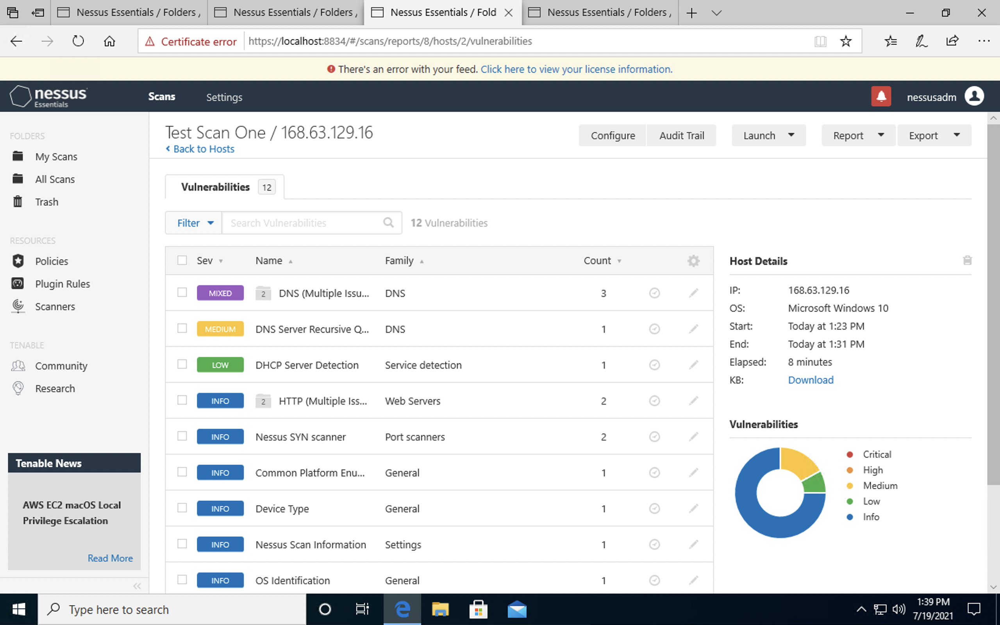 Nessus Essentials / Folders /
Nessus Essentials / Folders /
Nessus Essentials / Fold
Nessus Essentials / Folders /
Certificate error
https://localhost:8834/#/scans/reports/8/hosts/2/vulnerabilities
There's an error with your feed. Click here to view your license information.
nessus
Essentials
Scans
Settings
nessusadm
FOLDERS
My Scans
All Scans
Trash
RESOURCES
Policies
Plugin Rules
Scanners
TENABLE
Community
Research
Tenable News
AWS EC2 macOS Local
Privilege Escalation
Read More
Test Scan One / 168.63.129.16
Back to Hosts
Configure
Audit Trail
Launch
Report
Export
Vulnerabilities 12
Filter
Search Vulnerabilities
12 Vulnerabilities
Sev Name Family Count
MIXED 2 DNS (Multiple Issu... DNS 3
MEDIUM DNS Server Recursive Q... DNS 1
LOW DHCP Server Detection Service detection 1
INFO 2 HTTP (Multiple Iss... Web Servers 2
INFO Nessus SYN scanner Port scanners 2
INFO Common Platform Enu... General 1
INFO Device Type General 1
INFO Nessus Scan Information Settings 1
INFO OS Identification General 1
Host Details
IP: 168.63.129.16
OS: Microsoft Windows 10
Start: Today at 1:23 PM
End: Today at 1:31 PM
Elapsed: 8 minutes
KB: Download
Vulnerabilities
Critical
High
Medium
Low
Info
Type here to search
1:39 PM
7/19/2021